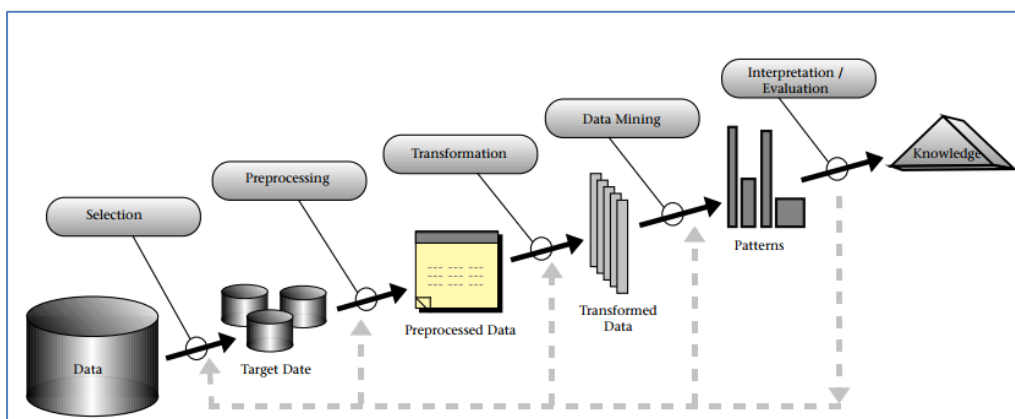 Interpretation /
Evaluation
Data Mining
Transformation
Preprocessing
Selection
Knowledge
Patterns
Transformed
Data
Preprocessed Data
Target Date
Data